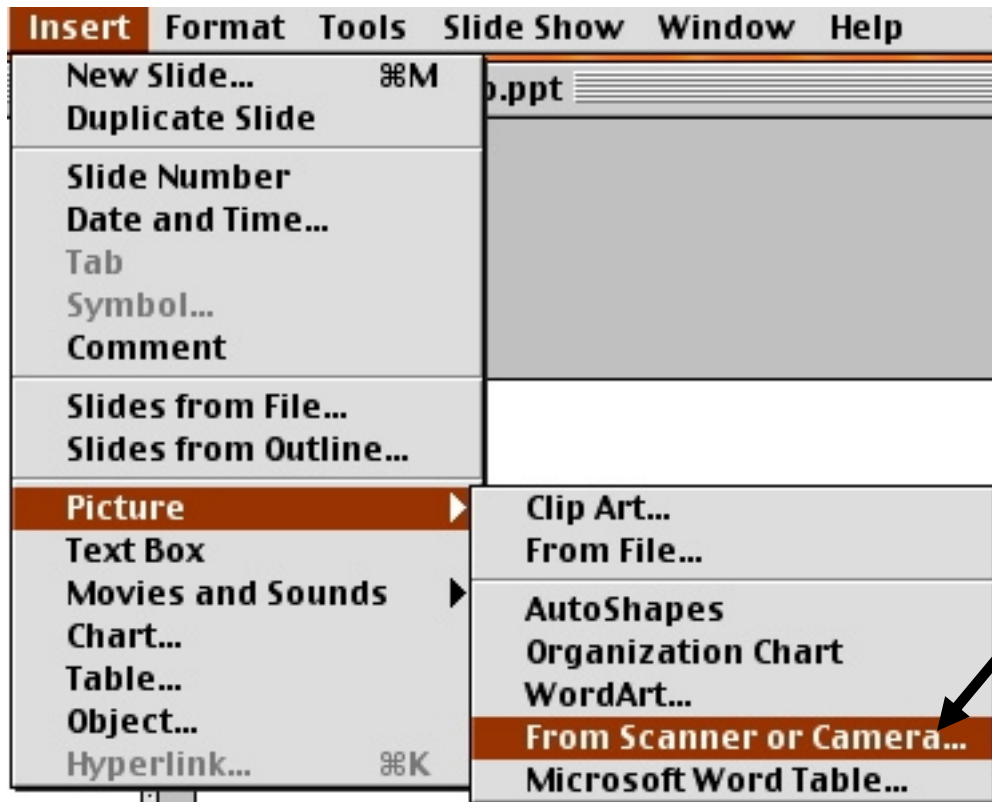 Insert Format Tools Slide Show Window Help
.ppt
New Slide... ⌘M
Duplicate Slide
Slide Number
Date and Time...
Tab
Symbol...
Comment
Slides from File...
Slides from Outline...
Picture
Text Box
Movies and Sounds
Chart...
Table...
Object...
Hyperlink... ⌘K
Clip Art...
From File...
AutoShapes
Organization Chart
WordArt...
From Scanner or Camera...
Microsoft Word Table...